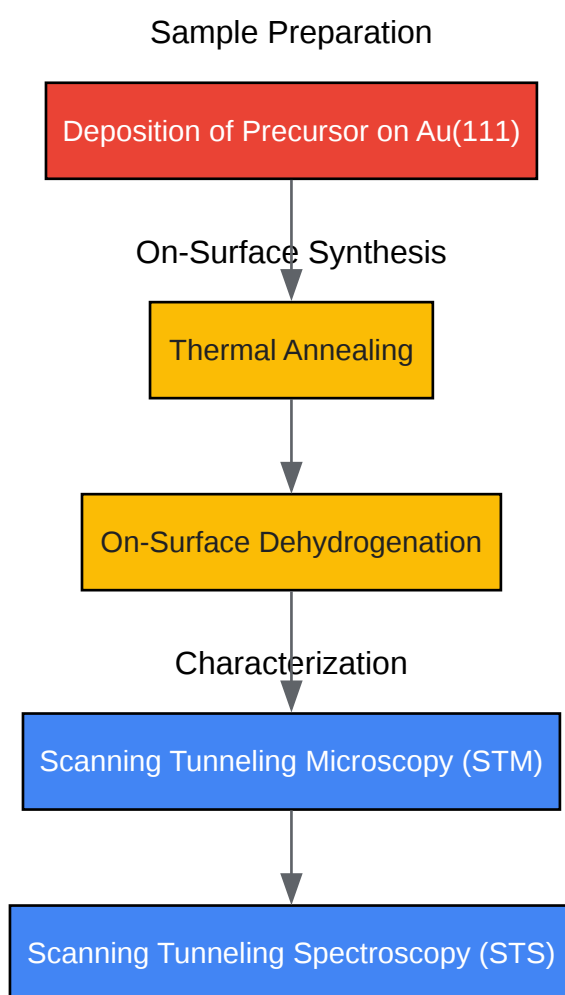 Sample Preparation
Deposition of Precursor on Au(111)
On-Surface Synthesis
Thermal Annealing
On-Surface Dehydrogenation
Characterization
Scanning Tunneling Microscopy (STM)
Scanning Tunneling Spectroscopy (STS)